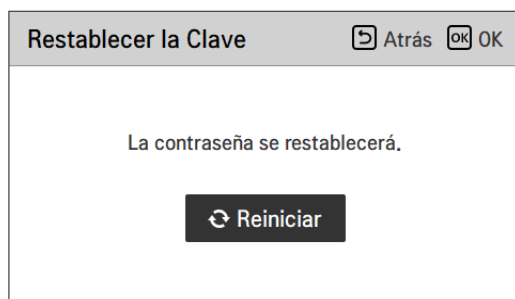 Restablecer la Clave Atrás OK OK
La contraseña se restablecerá.
Reiniciar